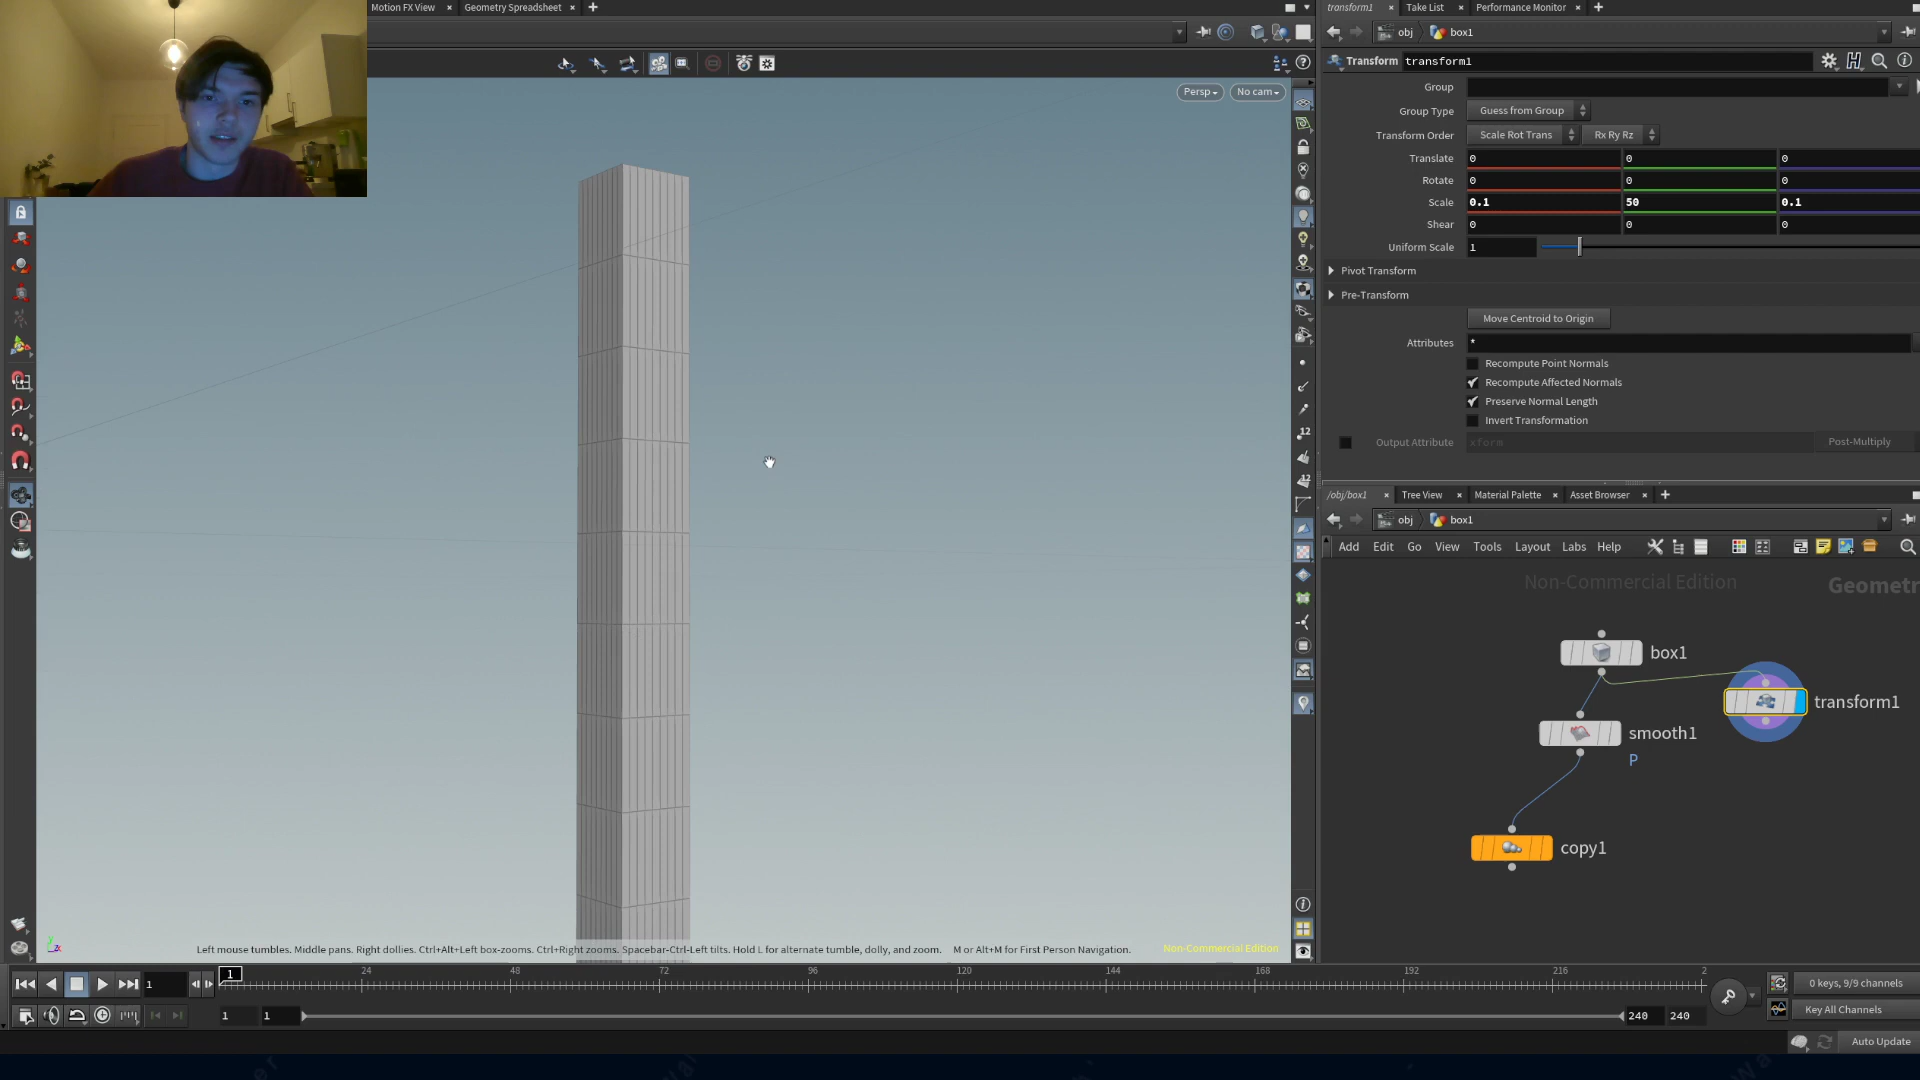 Motion FX View
Geometry Spreadsheet
Persp
No cam
transform1
Take List
Performance Monitor
obj
box1
Transform
transform1
Group
Group Type
Guess from Group
Transform Order
Scale Rot Trans
Rx Ry Rz
Translate
0
0
0
Rotate
0
0
0
Scale
0.1
50
0.1
Shear
0
0
0
Uniform Scale
1
Pivot Transform
Pre-Transform
Move Centroid to Origin
Attributes
*
Recompute Point Normals
Recompute Affected Normals
Preserve Normal Length
Invert Transformation
Output Attribute
xform
Post-Multiply
/obj/box1
Tree View
Material Palette
Asset Browser
obj
box1
Add Edit Go View Tools Layout Labs Help
Non-Commercial Edition
Geometr
box1
transform1
smooth1
P
copy1
12
12
Left mouse tumbles. Middle pans. Right dollies. Ctrl+Alt+Left box-zooms. Ctrl+Right zooms. Spacebar-Ctrl-Left tilts. Hold L for alternate tumble, dolly, and zoom. M or Alt+M for First Person Navigation.
Non-Commercial Edition
1
1
24 48 72 96 120 144 168 192 216 2
0 keys, 9/9 channels
1
1
240
240
Key All Channels
Auto Update